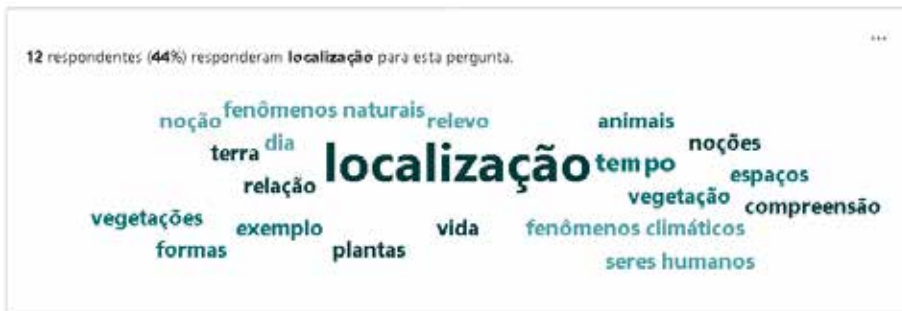 12 respondentes (44%) responderam localização para esta pergunta.
fenômenos naturais
noção
relevo
animais
terra
dia
localização
tempo
noções
relação
espaços
vegetação
compreensão
vegetações
exemplo
vida
fenômenos climáticos
formas
plantas
seres humanos